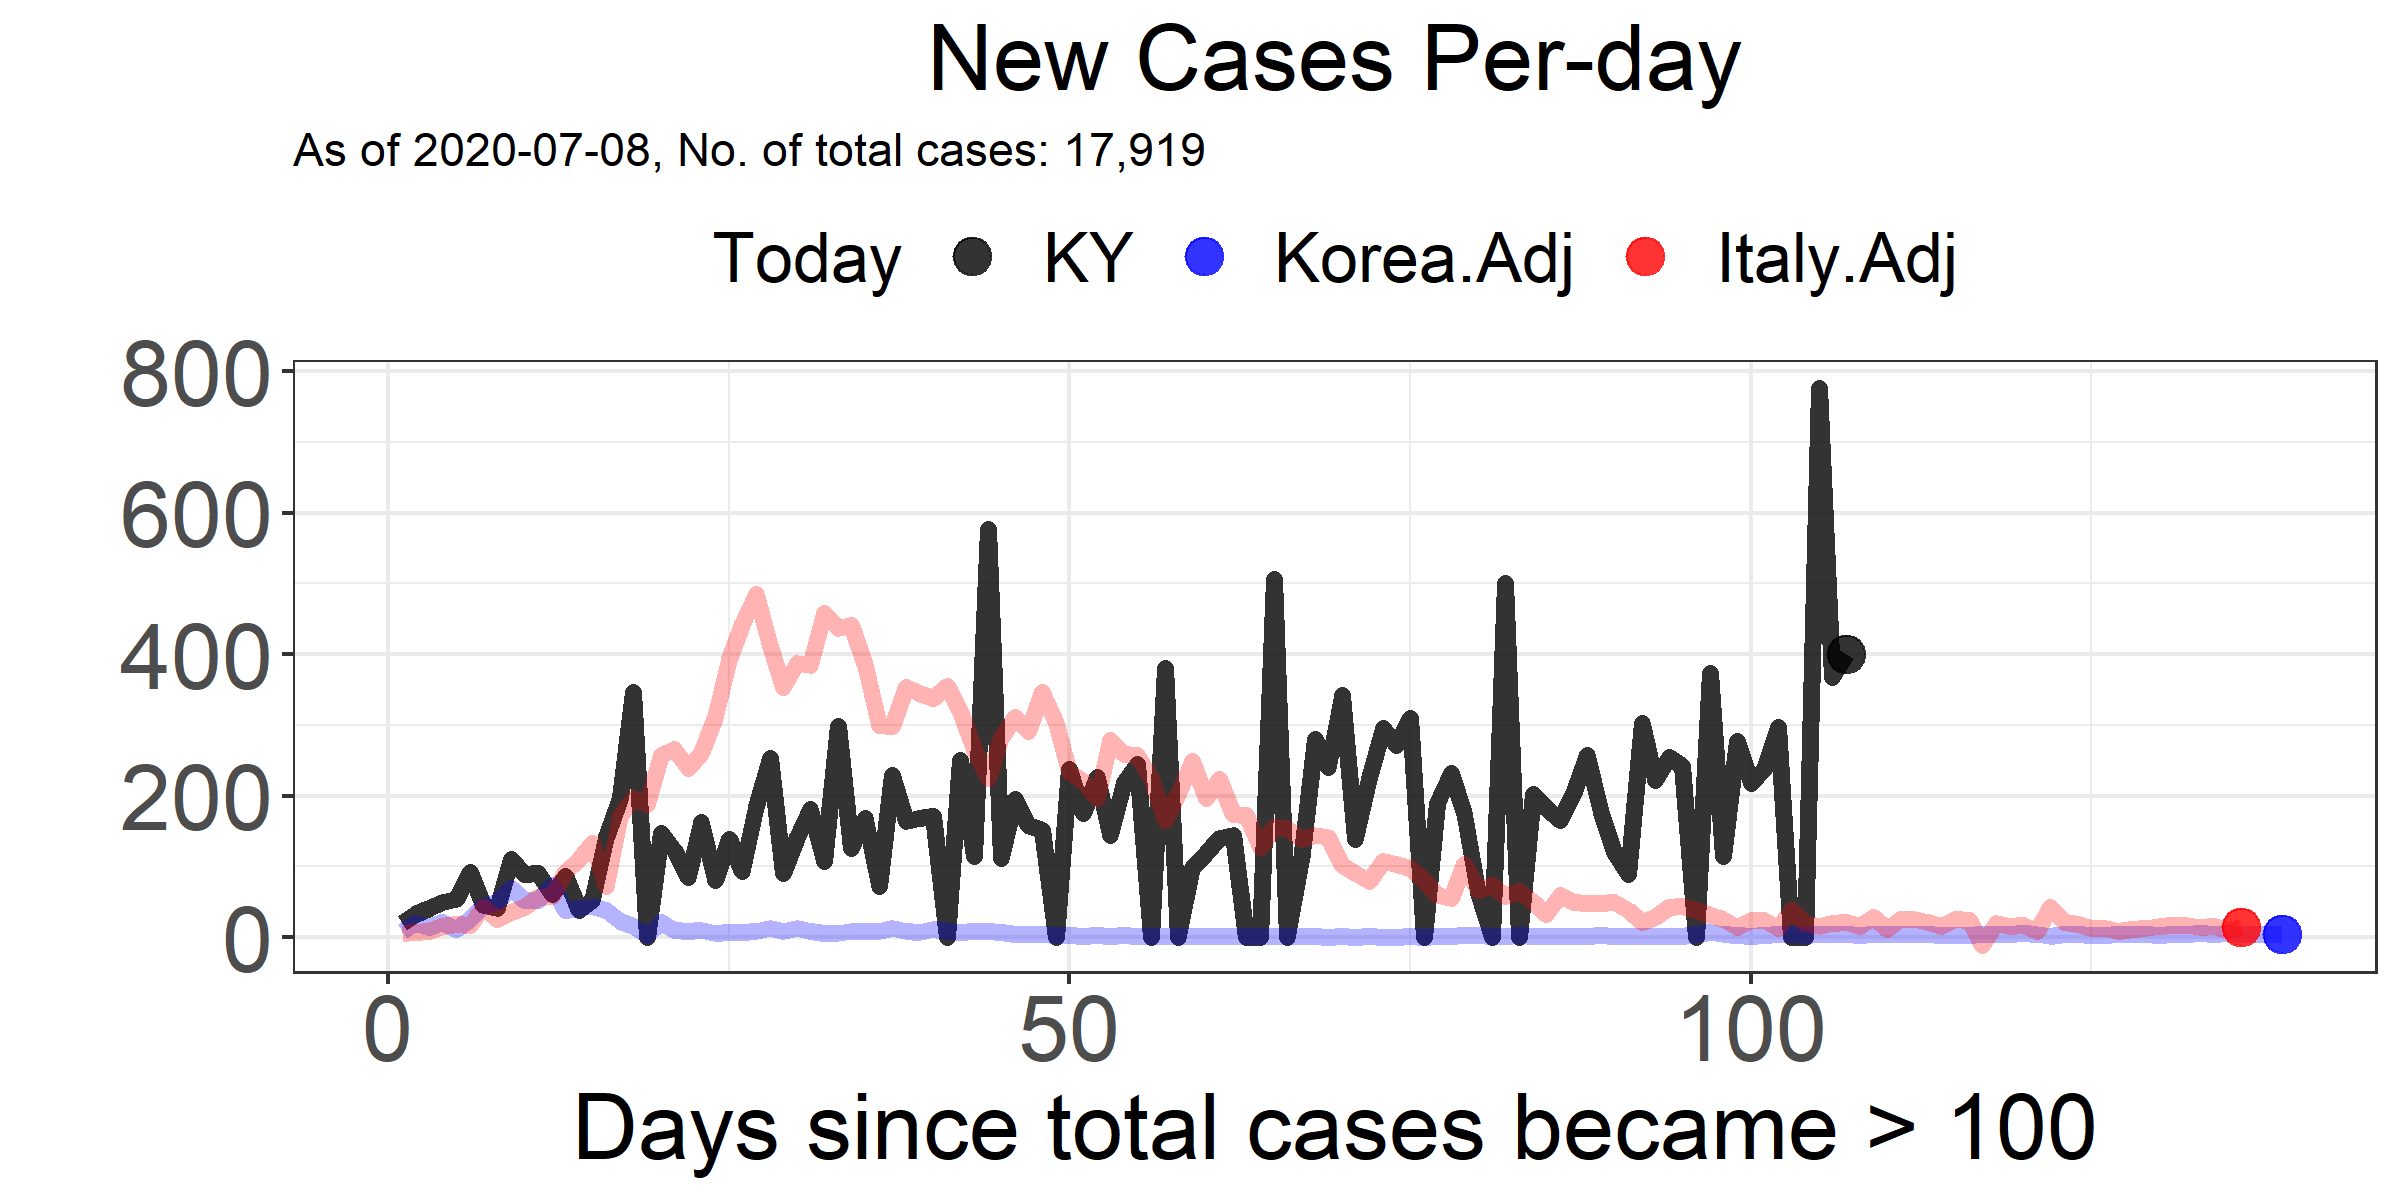 New Cases Per-day
As of 2020-07-08, No. of total cases: 17,919
Today KY Korea.Adj Italy.Adj
800
600
400
200
0
0 50 100
Days since total cases became > 100